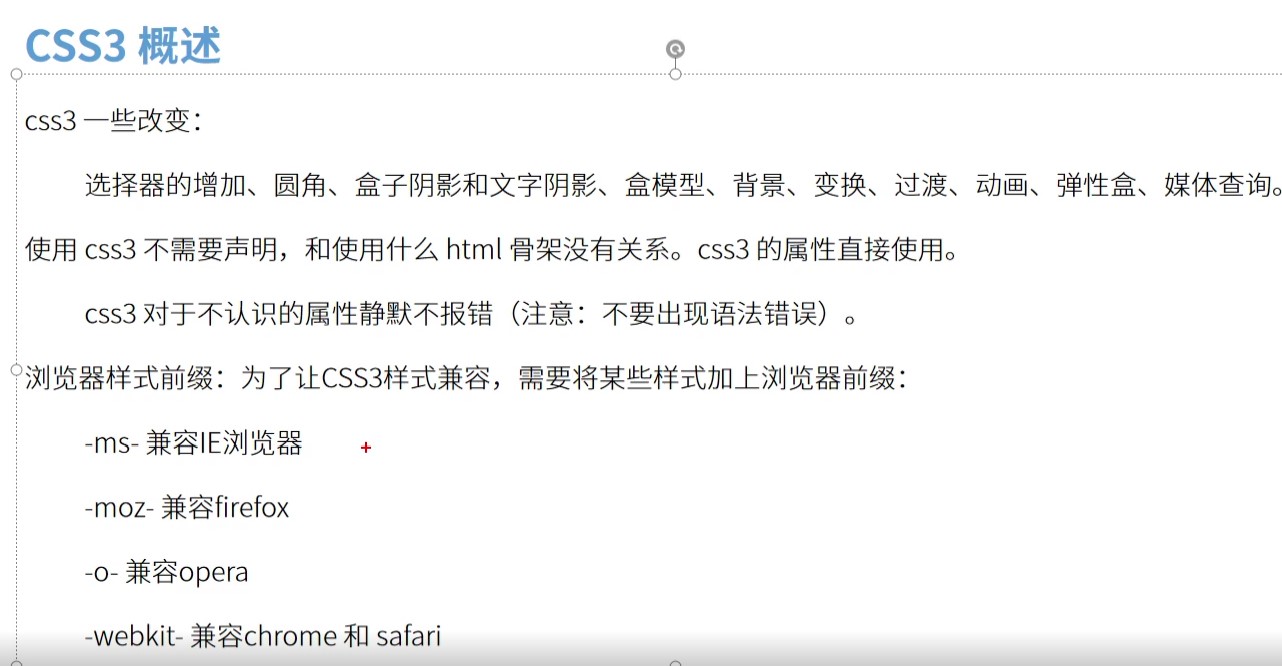 CSS3 概述
css3 一些改变：
选择器的增加、圆角、盒子阴影和文字阴影、盒模型、背景、变换、过渡、动画、弹性盒、媒体查询。
使用 css3 不需要声明，和使用什么 html 骨架没有关系。css3 的属性直接使用。
css3 对于不认识的属性静默不报错（注意：不要出现语法错误）。
浏览器样式前缀：为了让CSS3样式兼容，需要将某些样式加上浏览器前缀：
-ms- 兼容IE浏览器
-moz- 兼容firefox
-o- 兼容opera
-webkit- 兼容chrome 和 safari